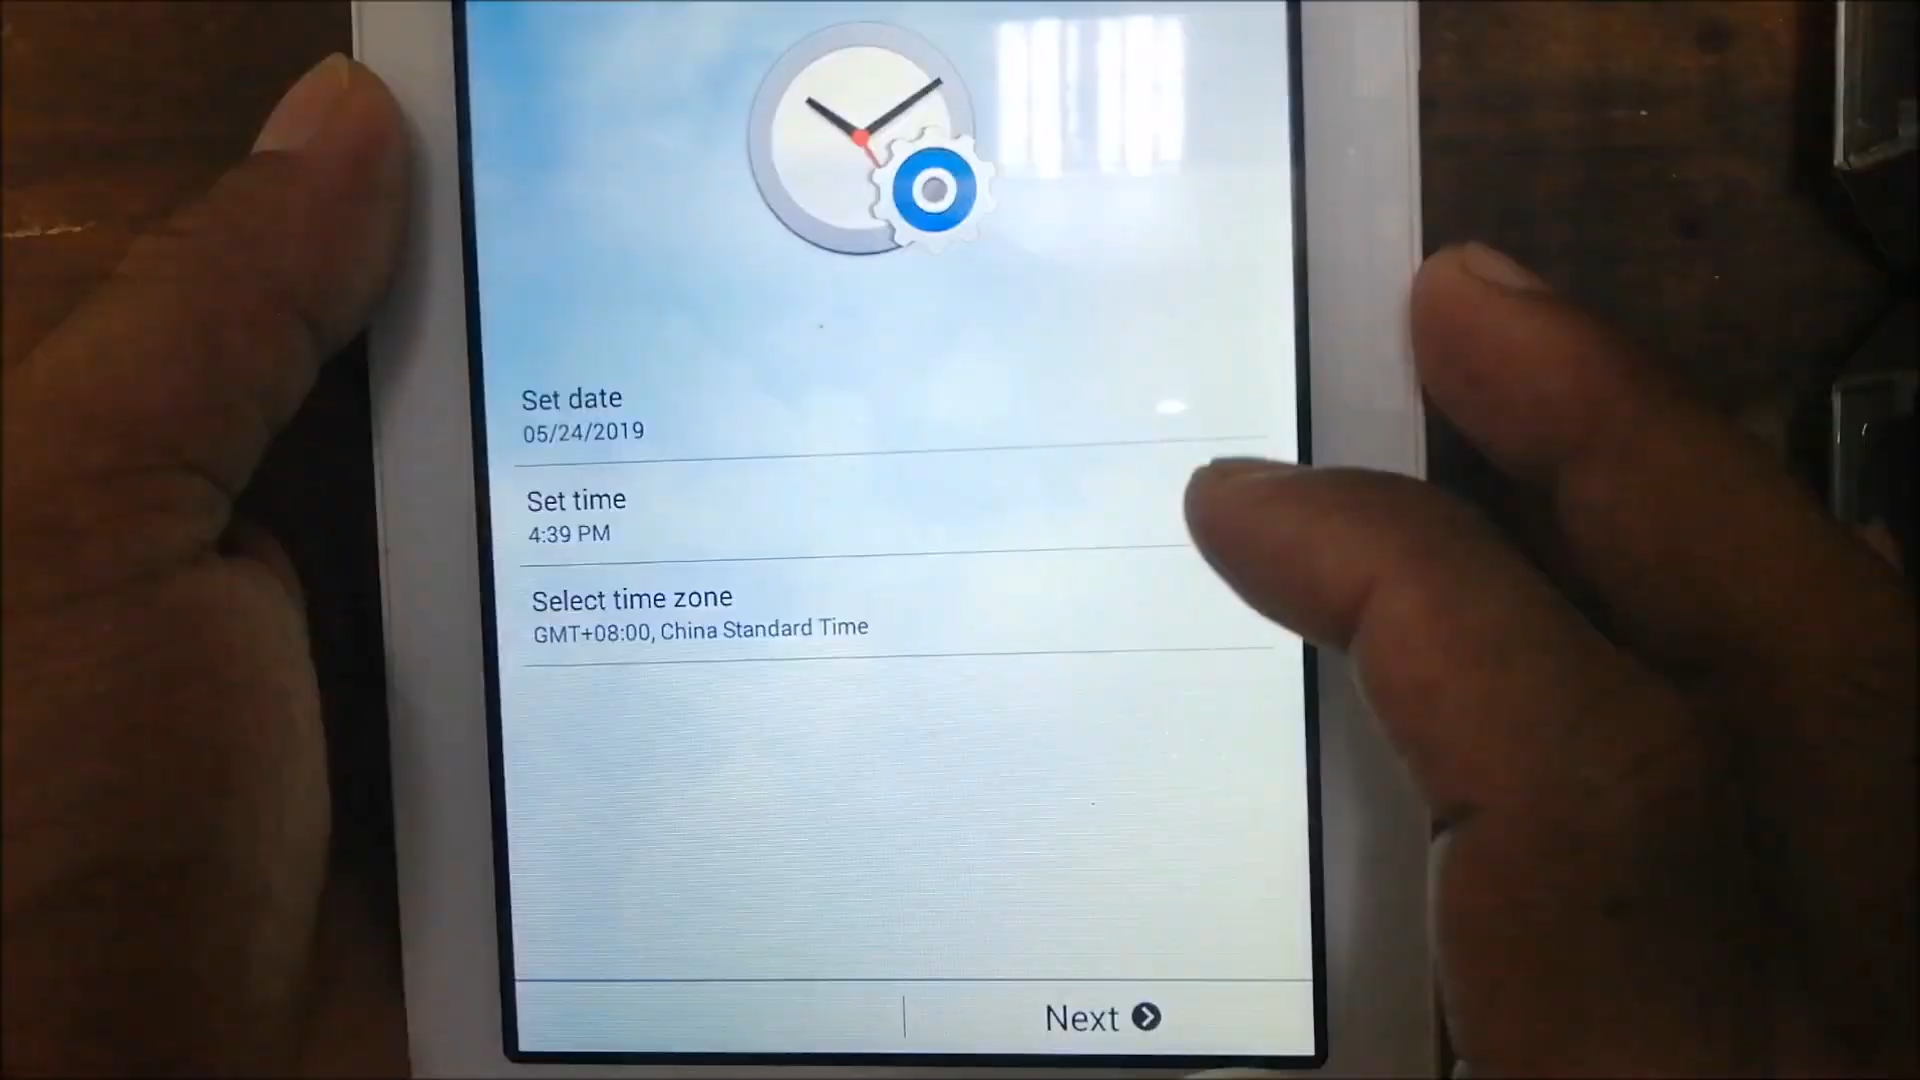 Set date
05/24/2019
Set time
4:39 PM
Select time zone
GMT+08:00, China Standard Time
Next